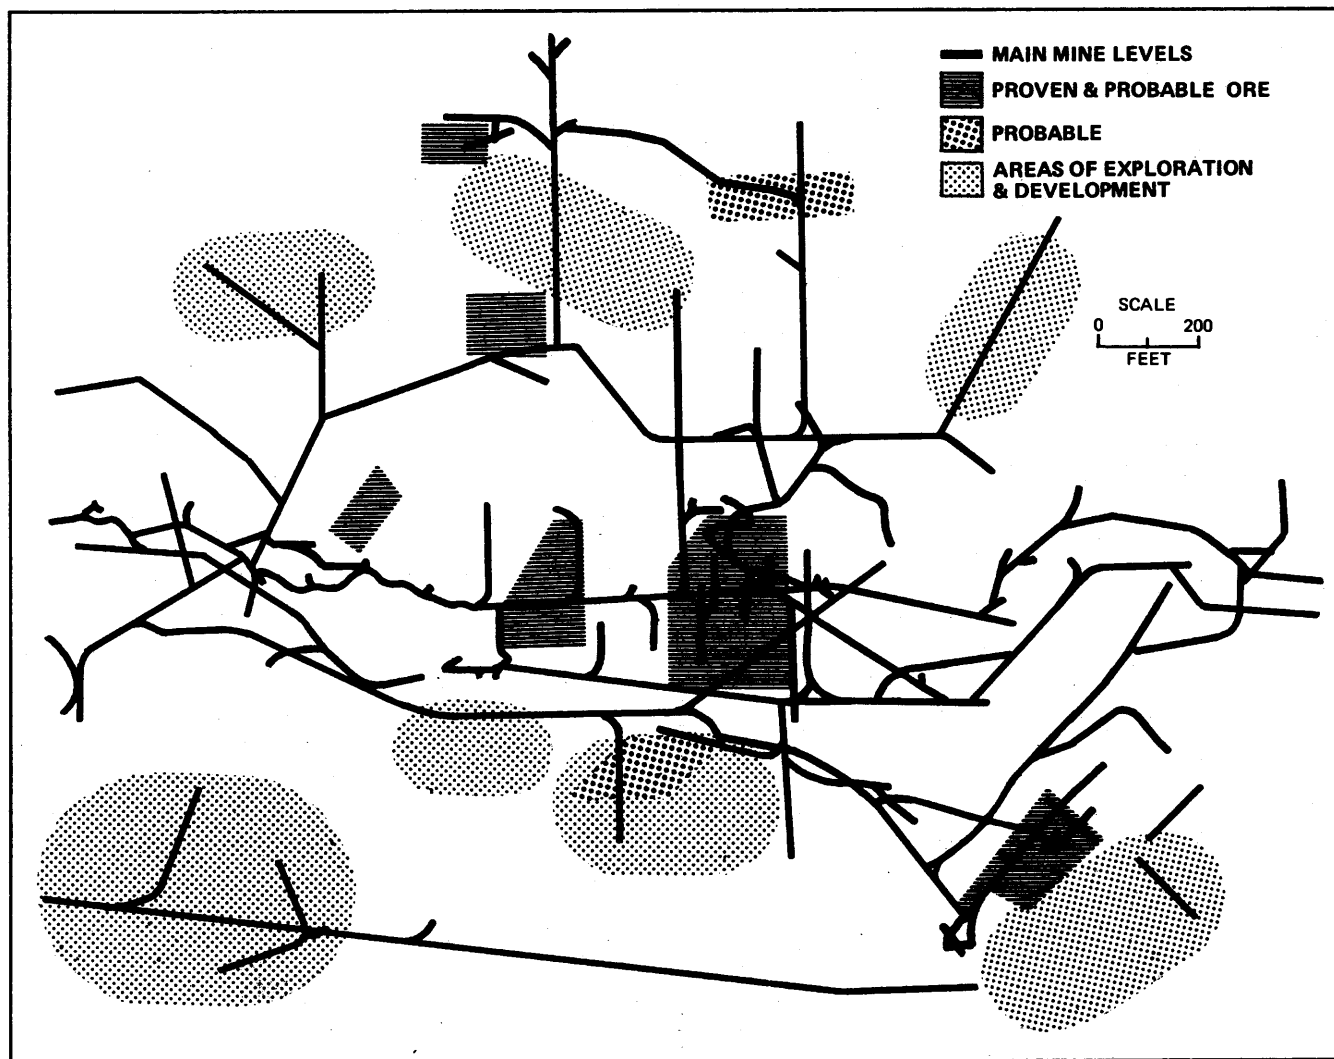 MAIN MINE LEVELS
PROVEN & PROBABLE ORE
PROBABLE
AREAS OF EXPLORATION
& DEVELOPMENT
SCALE
0 200
FEET